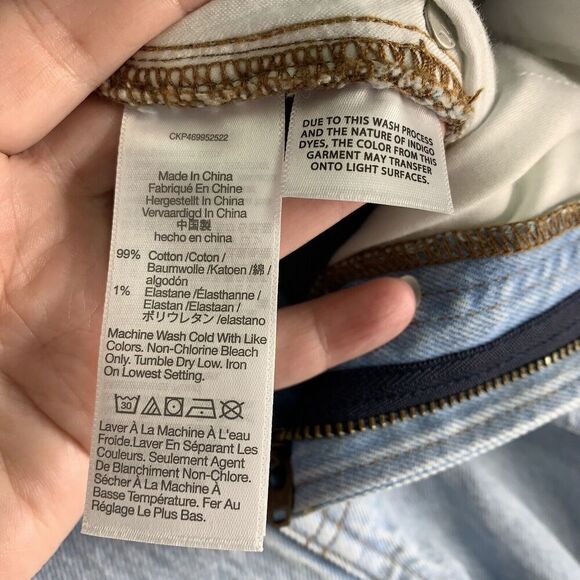 CKP469952522
Made In China
Fabriqué En Chine
Hergestellt In China
Vervaardigd In China
中国製
hecho en china
99% Cotton /Coton /
Baumwolle /Katoen /綿 /
algodón
1% Elastane /Élasthanne /
Elastan /Elastaan /
ポリウレタン /elastano
Machine Wash Cold With Like
Colors. Non-Chlorine Bleach
Only. Tumble Dry Low. Iron
On Lowest Setting.
30
Laver À La Machine À L'eau
Froide.Laver En Séparant Les
Couleurs. Seulement Agent
De Blanchiment Non-Chlore.
Sécher À La Machine À
Basse Température. Fer Au
Réglage Le Plus Bas.
DUE TO THIS WASH PROCESS
AND THE NATURE OF INDIGO
DYES, THE COLOR FROM THIS
GARMENT MAY TRANSFER
ONTO LIGHT SURFACES.